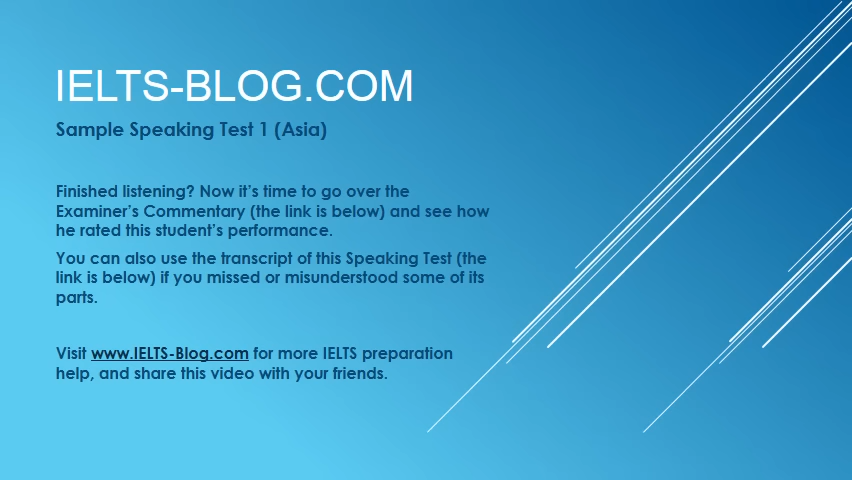 IELTS-BLOG.COM
Sample Speaking Test 1 (Asia)
Finished listening? Now it’s time to go over the
Examiner’s Commentary (the link is below) and see how
he rated this student’s performance.
You can also use the transcript of this Speaking Test (the
link is below) if you missed or misunderstood some of its
parts.
Visit www.IELTS-Blog.com for more IELTS preparation
help, and share this video with your friends.